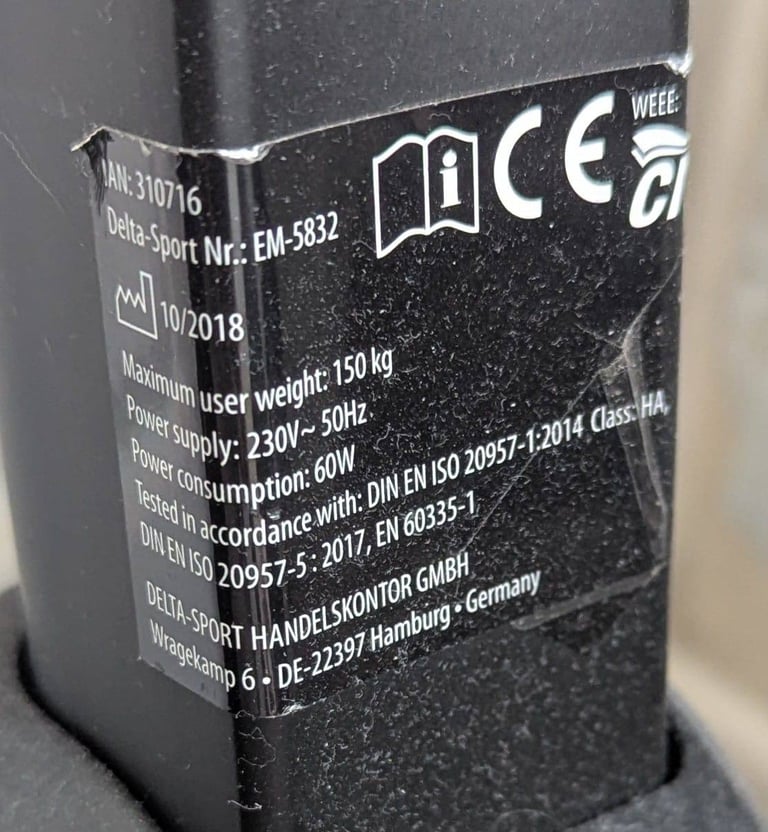 IAN: 310716
Delta-Sport Nr.: EM-5832
i CE
WEEE:
10/2018
Maximum user weight: 150 kg
Power supply: 230V~ 50Hz
Power consumption: 60W
Tested in accordance with: DIN EN ISO 20957-1:2014 Class: HA,
DIN EN ISO 20957-5 : 2017, EN 60335-1
DELTA-SPORT HANDELSKONTOR GMBH
Wragekamp 6 • DE-22397 Hamburg • Germany